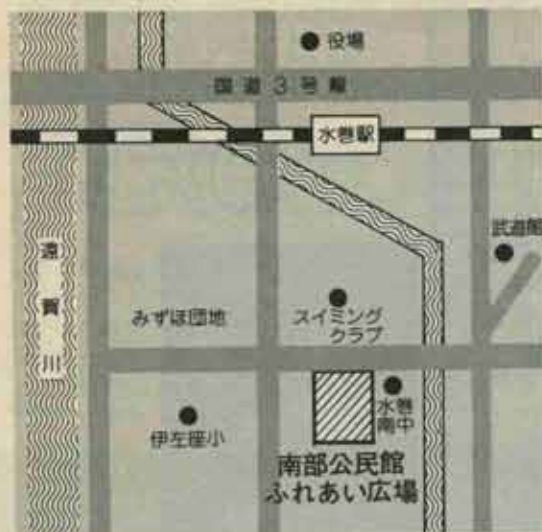 役場
国道3号線
水巻駅
武道館
遠賀川
みずほ団地
スイミング
クラブ
伊左座小
水巻
南中
南部公民館
ふれあい広場